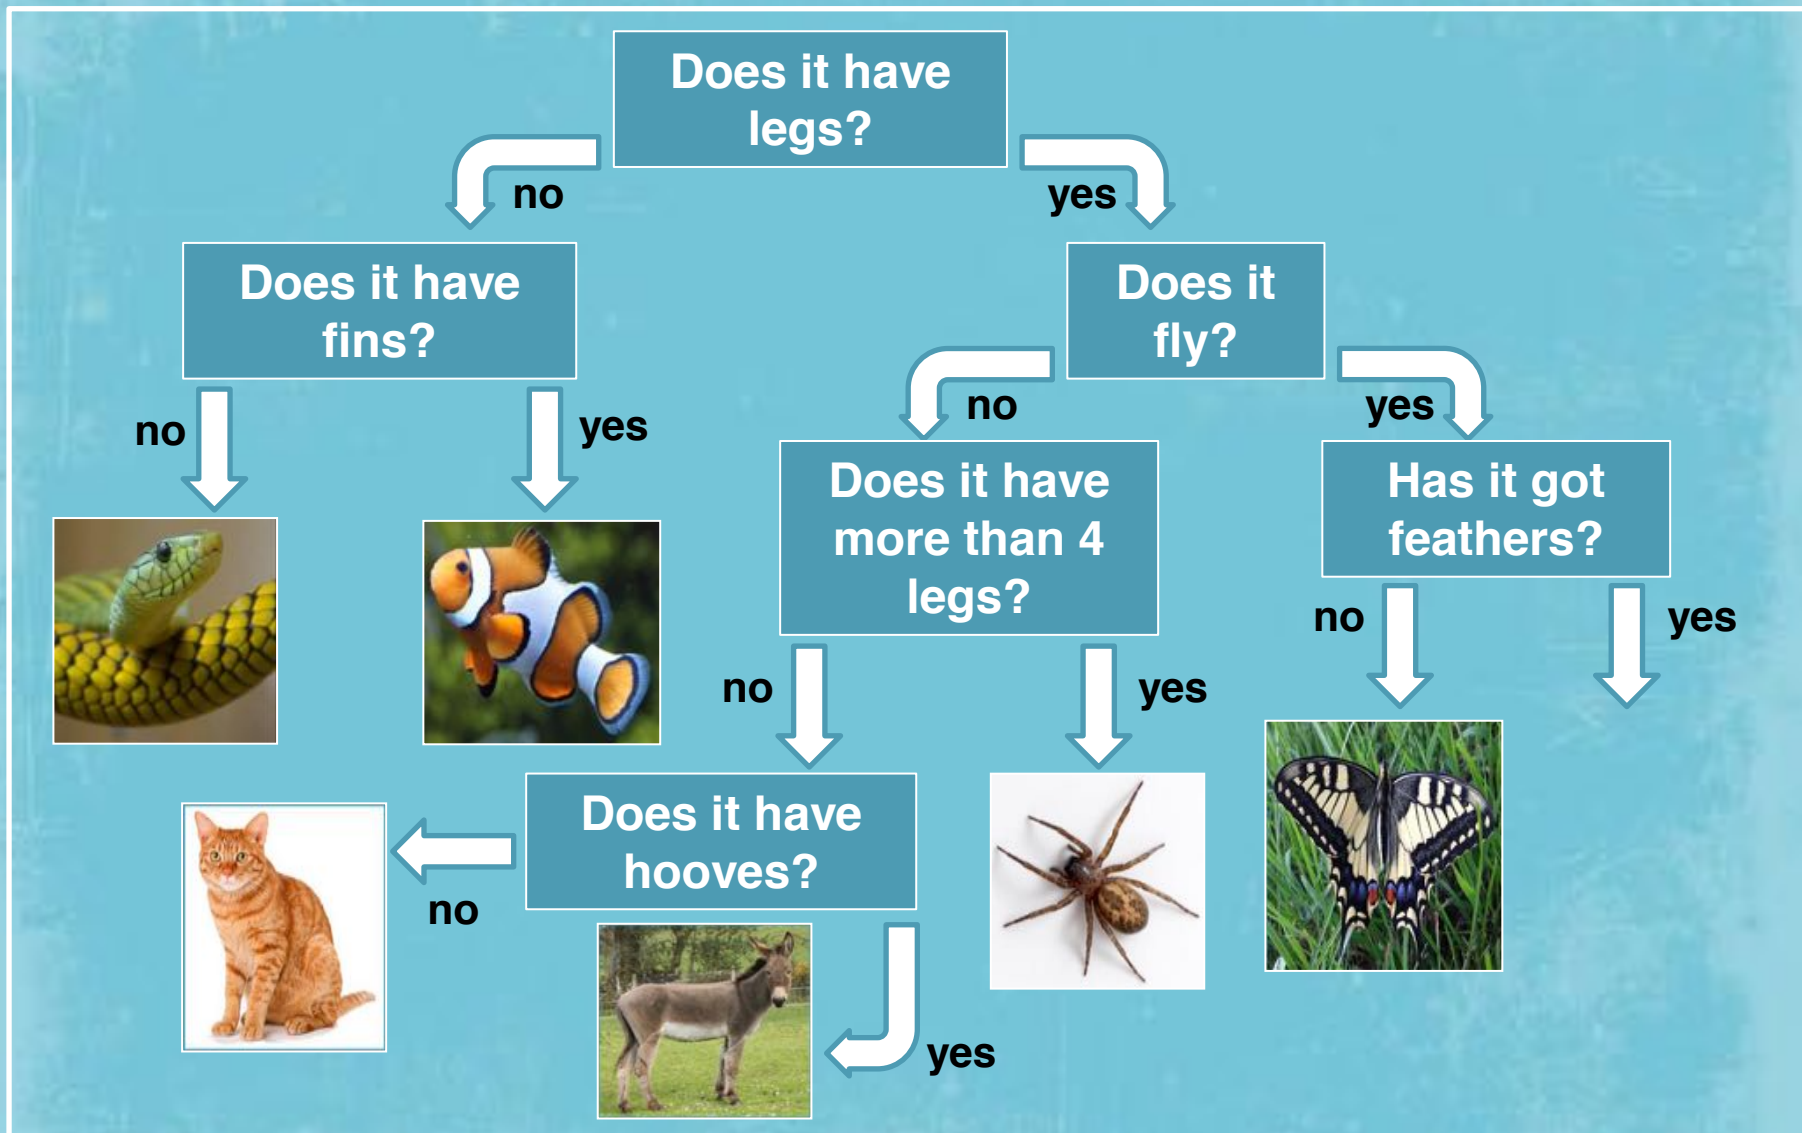 Does it have
legs?
no
yes
Does it have
fins?
Does it
fly?
no
yes
no
yes
Does it have
more than 4
legs?
Has it got
feathers?
no
yes
no
yes
Does it have
hooves?
no
yes